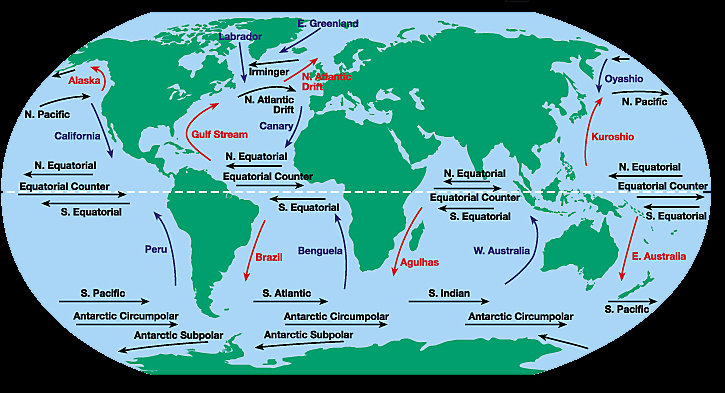 E. Greenland
Labrador
Irminger
Alaska
N. Atlantic
Drift
Oyashio
N. Pacific
N. Pacific
N. Atlantic
Drift
California
Gulf Stream
Canary
Kuroshio
N. Equatorial
N. Equatorial
N. Equatorial
N. Equatorial
Equatorial Counter
Equatorial Counter
Equatorial Counter
Equatorial Counter
S. Equatorial
S. Equatorial
S. Equatorial
S. Equatorial
Peru
Brazil
Benguela
Agulhas
W. Australia
E. Australia
S. Pacific
S. Atlantic
S. Indian
S. Pacific
Antarctic Circumpolar
Antarctic Circumpolar
Antarctic Circumpolar
Antarctic Subpolar
Antarctic Subpolar